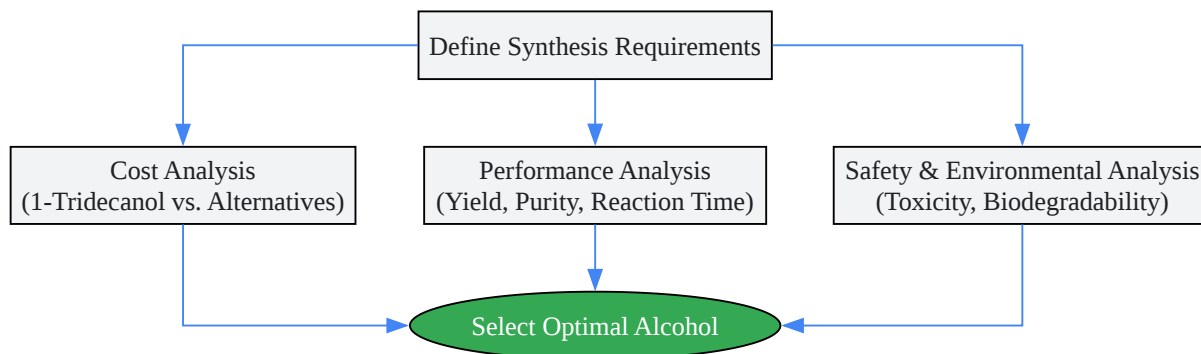 Define Synthesis Requirements
Cost Analysis
(1-Tridecanol vs. Alternatives)
Performance Analysis
(Yield, Purity, Reaction Time)
Safety & Environmental Analysis
(Toxicity, Biodegradability)
Select Optimal Alcohol